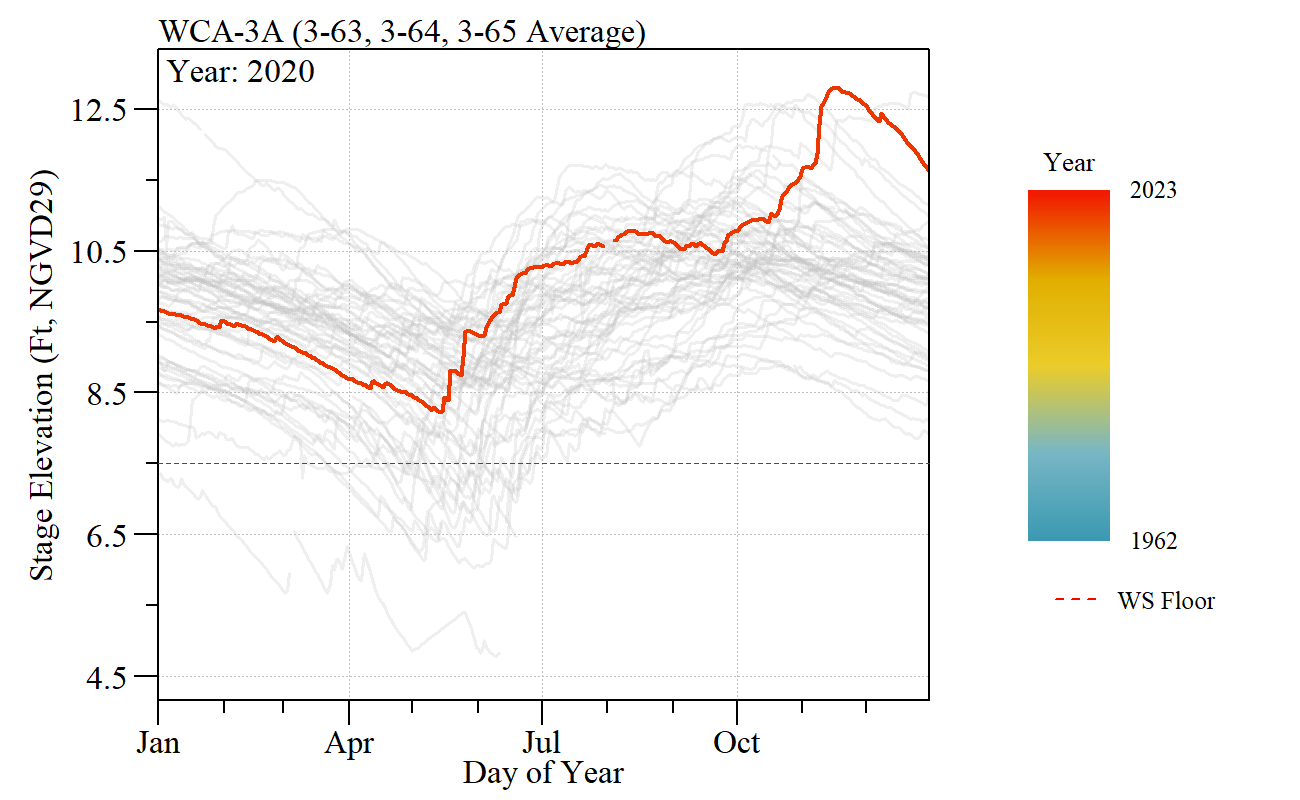 WCA-3A (3-63, 3-64, 3-65 Average)
Year: 2020
Stage Elevation (Ft, NGVD29)
12.5
10.5
8.5
6.5
4.5
Jan Apr Jul Oct
Day of Year
Year
2023
1962
WS Floor